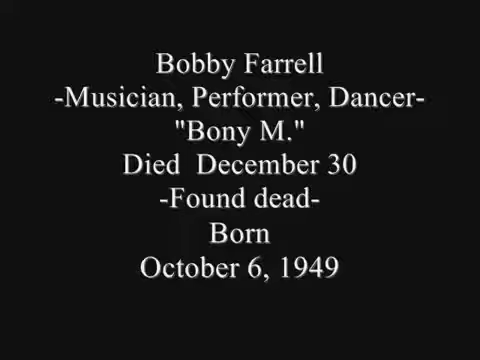 Bobby Farrell
-Musician, Performer, Dancer-
"Bony M."
Died  December 30
-Found dead-
Born
October 6, 1949